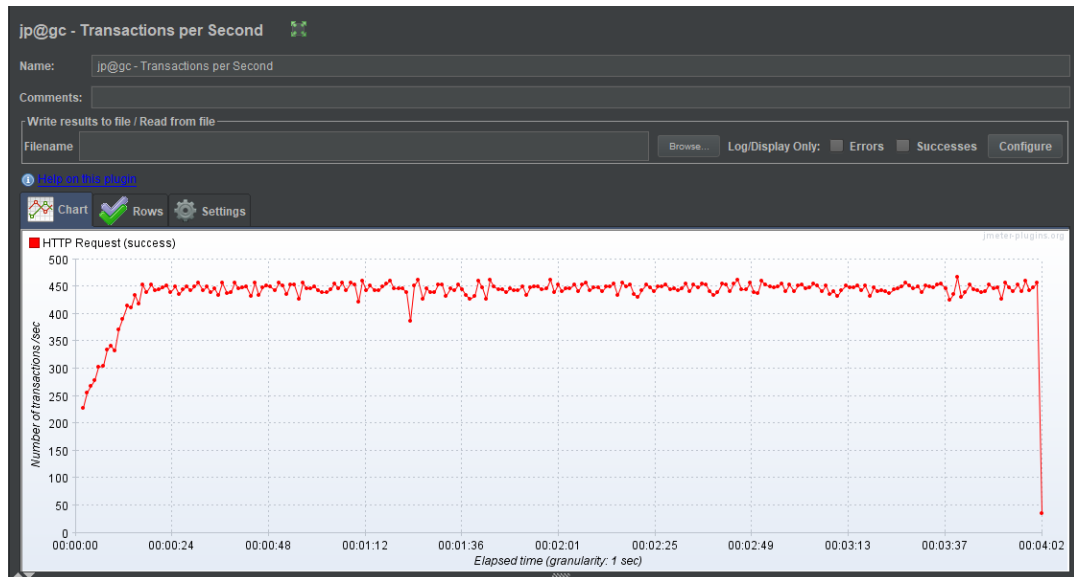 jp@gc - Transactions per Second
Name: jp@gc - Transactions per Second
Comments:
Write results to file / Read from file
Filename Browse... Log/Display Only: Errors Successes Configure
Help on this plugin
Chart Rows Settings
jmeter-plugins.org
HTTP Request (success)
500
450
400
350
300
250
200
150
100
50
0
Number of transactions /sec
00:00:00 00:00:24 00:00:48 00:01:12 00:01:36 00:02:01 00:02:25 00:02:49 00:03:13 00:03:37 00:04:02
Elapsed time (granularity: 1 sec)